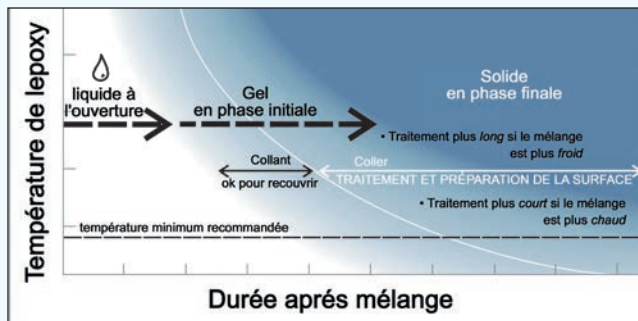 Température de lepoxy
liquide à
l'ouverture
Gel
en phase initiale
Solide
en phase finale
• Traitement plus long si le mélange
est plus froid
Collant
ok pour recouvrir
Coller
TRAITEMENT ET PRÉPARATION DE LA SURFACE
• Traitement plus court si le mélange
est plus chaud
température minimum recommandée
Durée aprés mélange